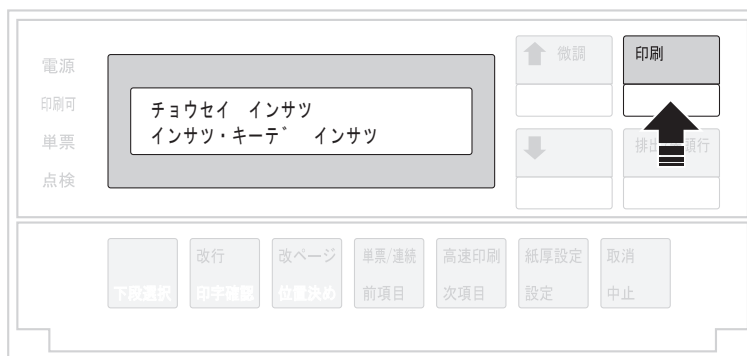 電源
印刷可
単票
点検
チョウセイ インサツ
インサツ・キーデ インサツ
微調
印刷
排出 頭行
下段選択
改行
印字確認
改ページ
位置決め
単票/連続
前項目
高速印刷
次項目
紙厚設定
設定
取消
中止